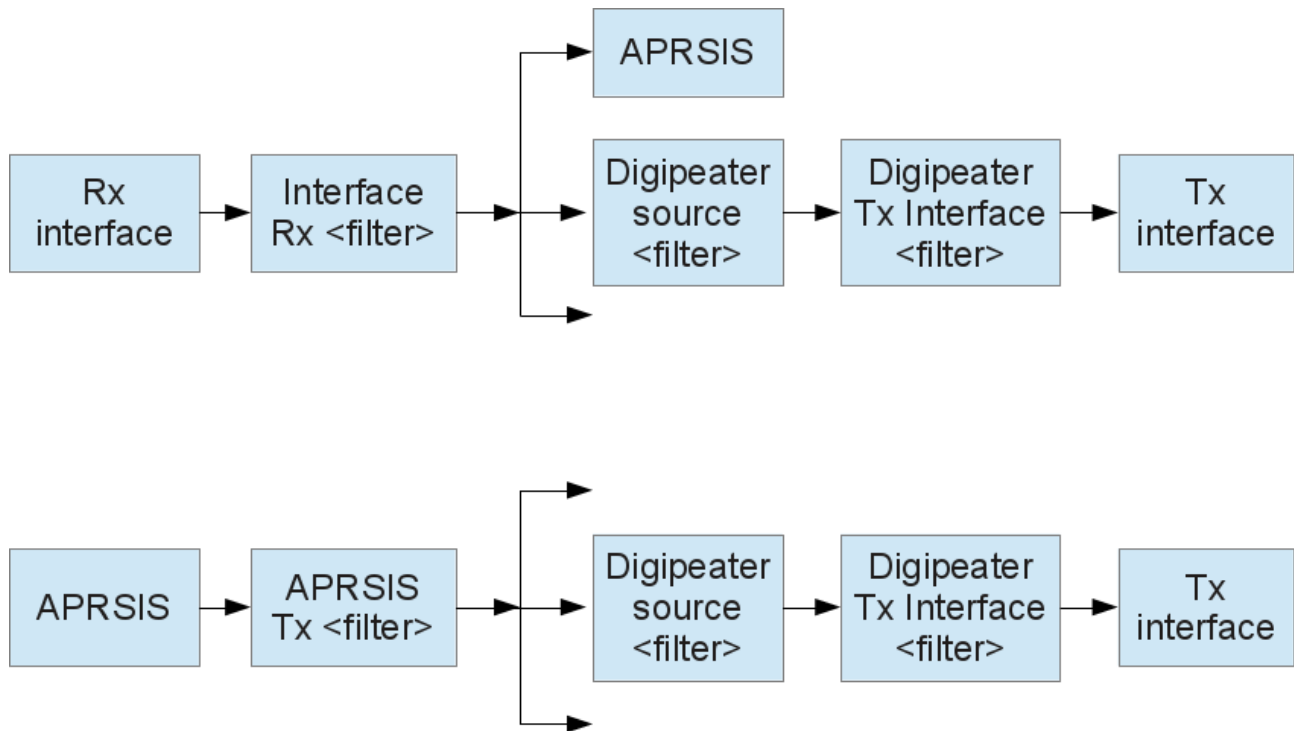 APRSIS
Rx
interface
Interface
Rx <filter>
Digipeater
source
<filter>
Digipeater
Tx Interface
<filter>
Tx
interface
APRSIS
APRSIS
Tx <filter>
Digipeater
source
<filter>
Digipeater
Tx Interface
<filter>
Tx
interface